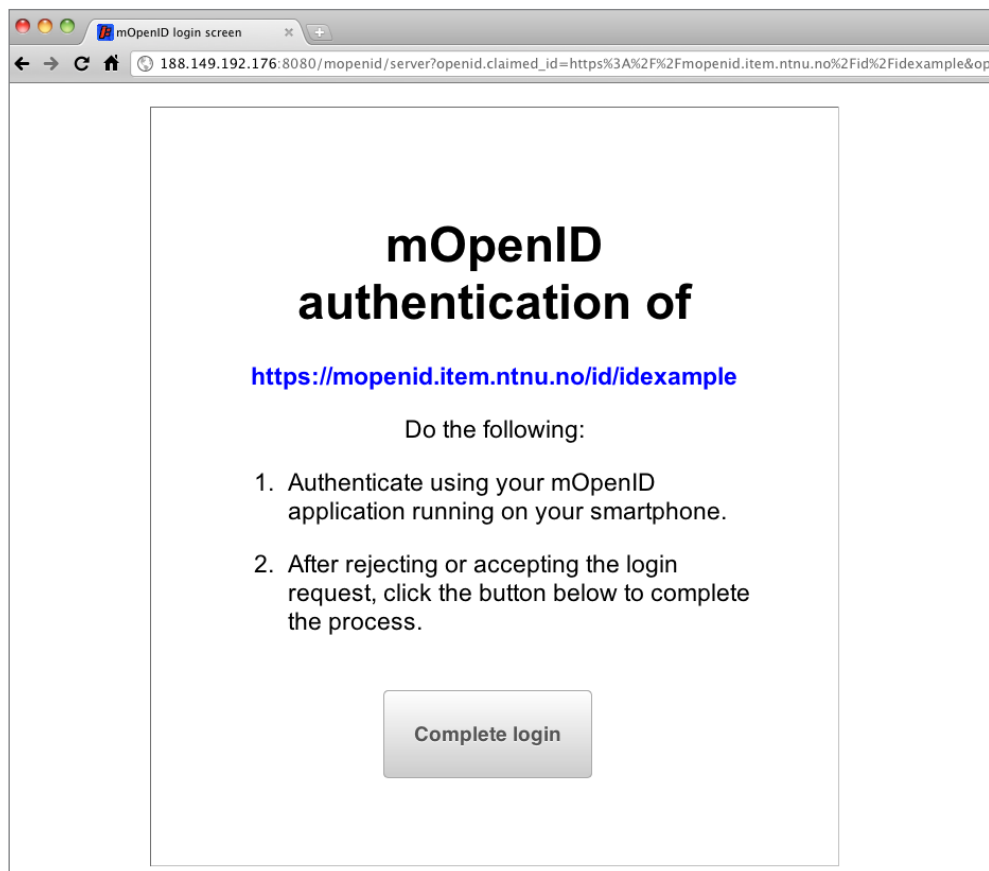 mOpenID login screen
188.149.192.176:8080/mopenid/server?openid.claimed_id=https%3A%2F%2Fmopenid.item.ntnu.no%2Fid%2Fidexample&op
mOpenID
authentication of
https://mopenid.item.ntnu.no/id/idexample
Do the following:
1. Authenticate using your mOpenID
application running on your smartphone.
2. After rejecting or accepting the login
request, click the button below to complete
the process.
Complete login